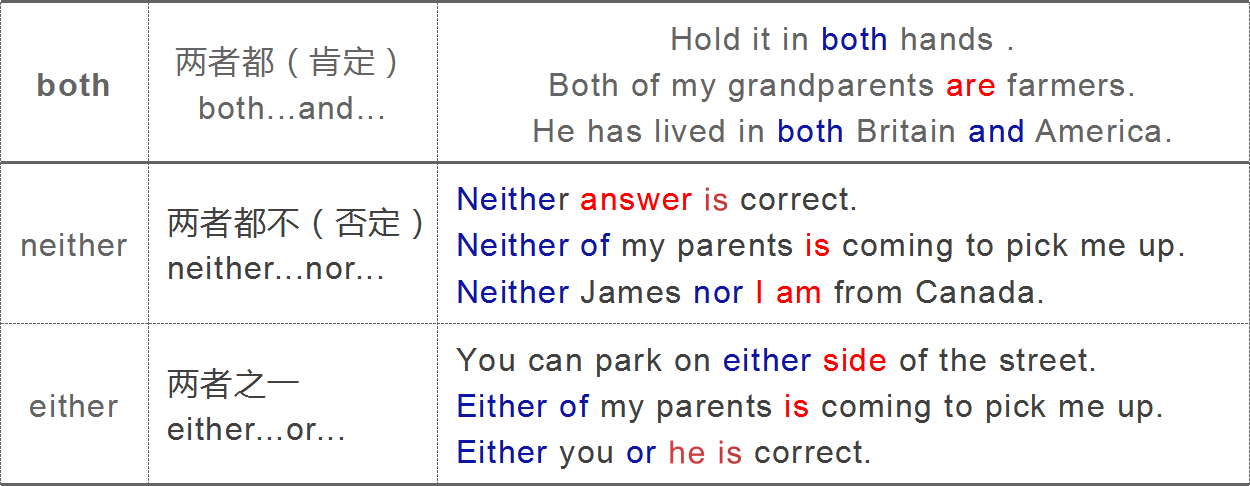 both
两者都（肯定）
both...and...
Hold it in both hands .
Both of my grandparents are farmers.
He has lived in both Britain and America.
neither
两者都不（否定）
neither...nor...
Neither answer is correct.
Neither of my parents is coming to pick me up.
Neither James nor I am from Canada.
either
两者之一
either...or...
You can park on either side of the street.
Either of my parents is coming to pick me up.
Either you or he is correct.